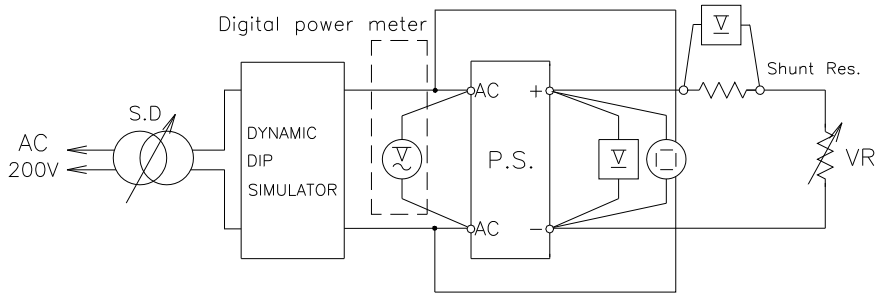 Digital power meter
V
Shunt Res.
S.D
AC
200V
DYNAMIC
DIP
SIMULATOR
V
AC
+
P.S.
AC
−
V
VR